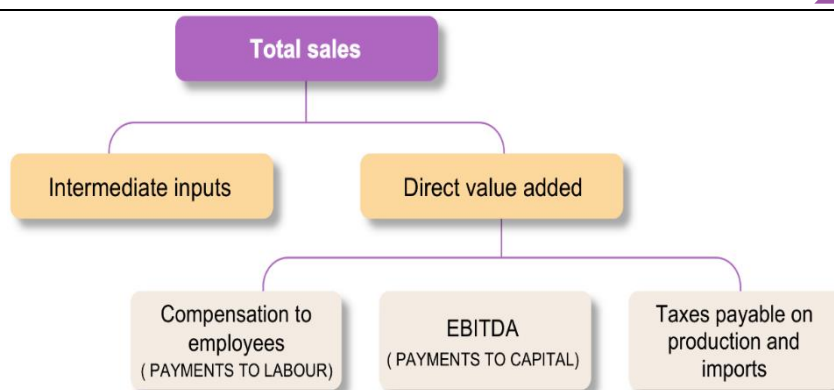 Total sales
Intermediate inputs
Direct value added
Compensation to
employees
( PAYMENTS TO LABOUR)
EBITDA
( PAYMENTS TO CAPITAL)
Taxes payable on
production and
imports